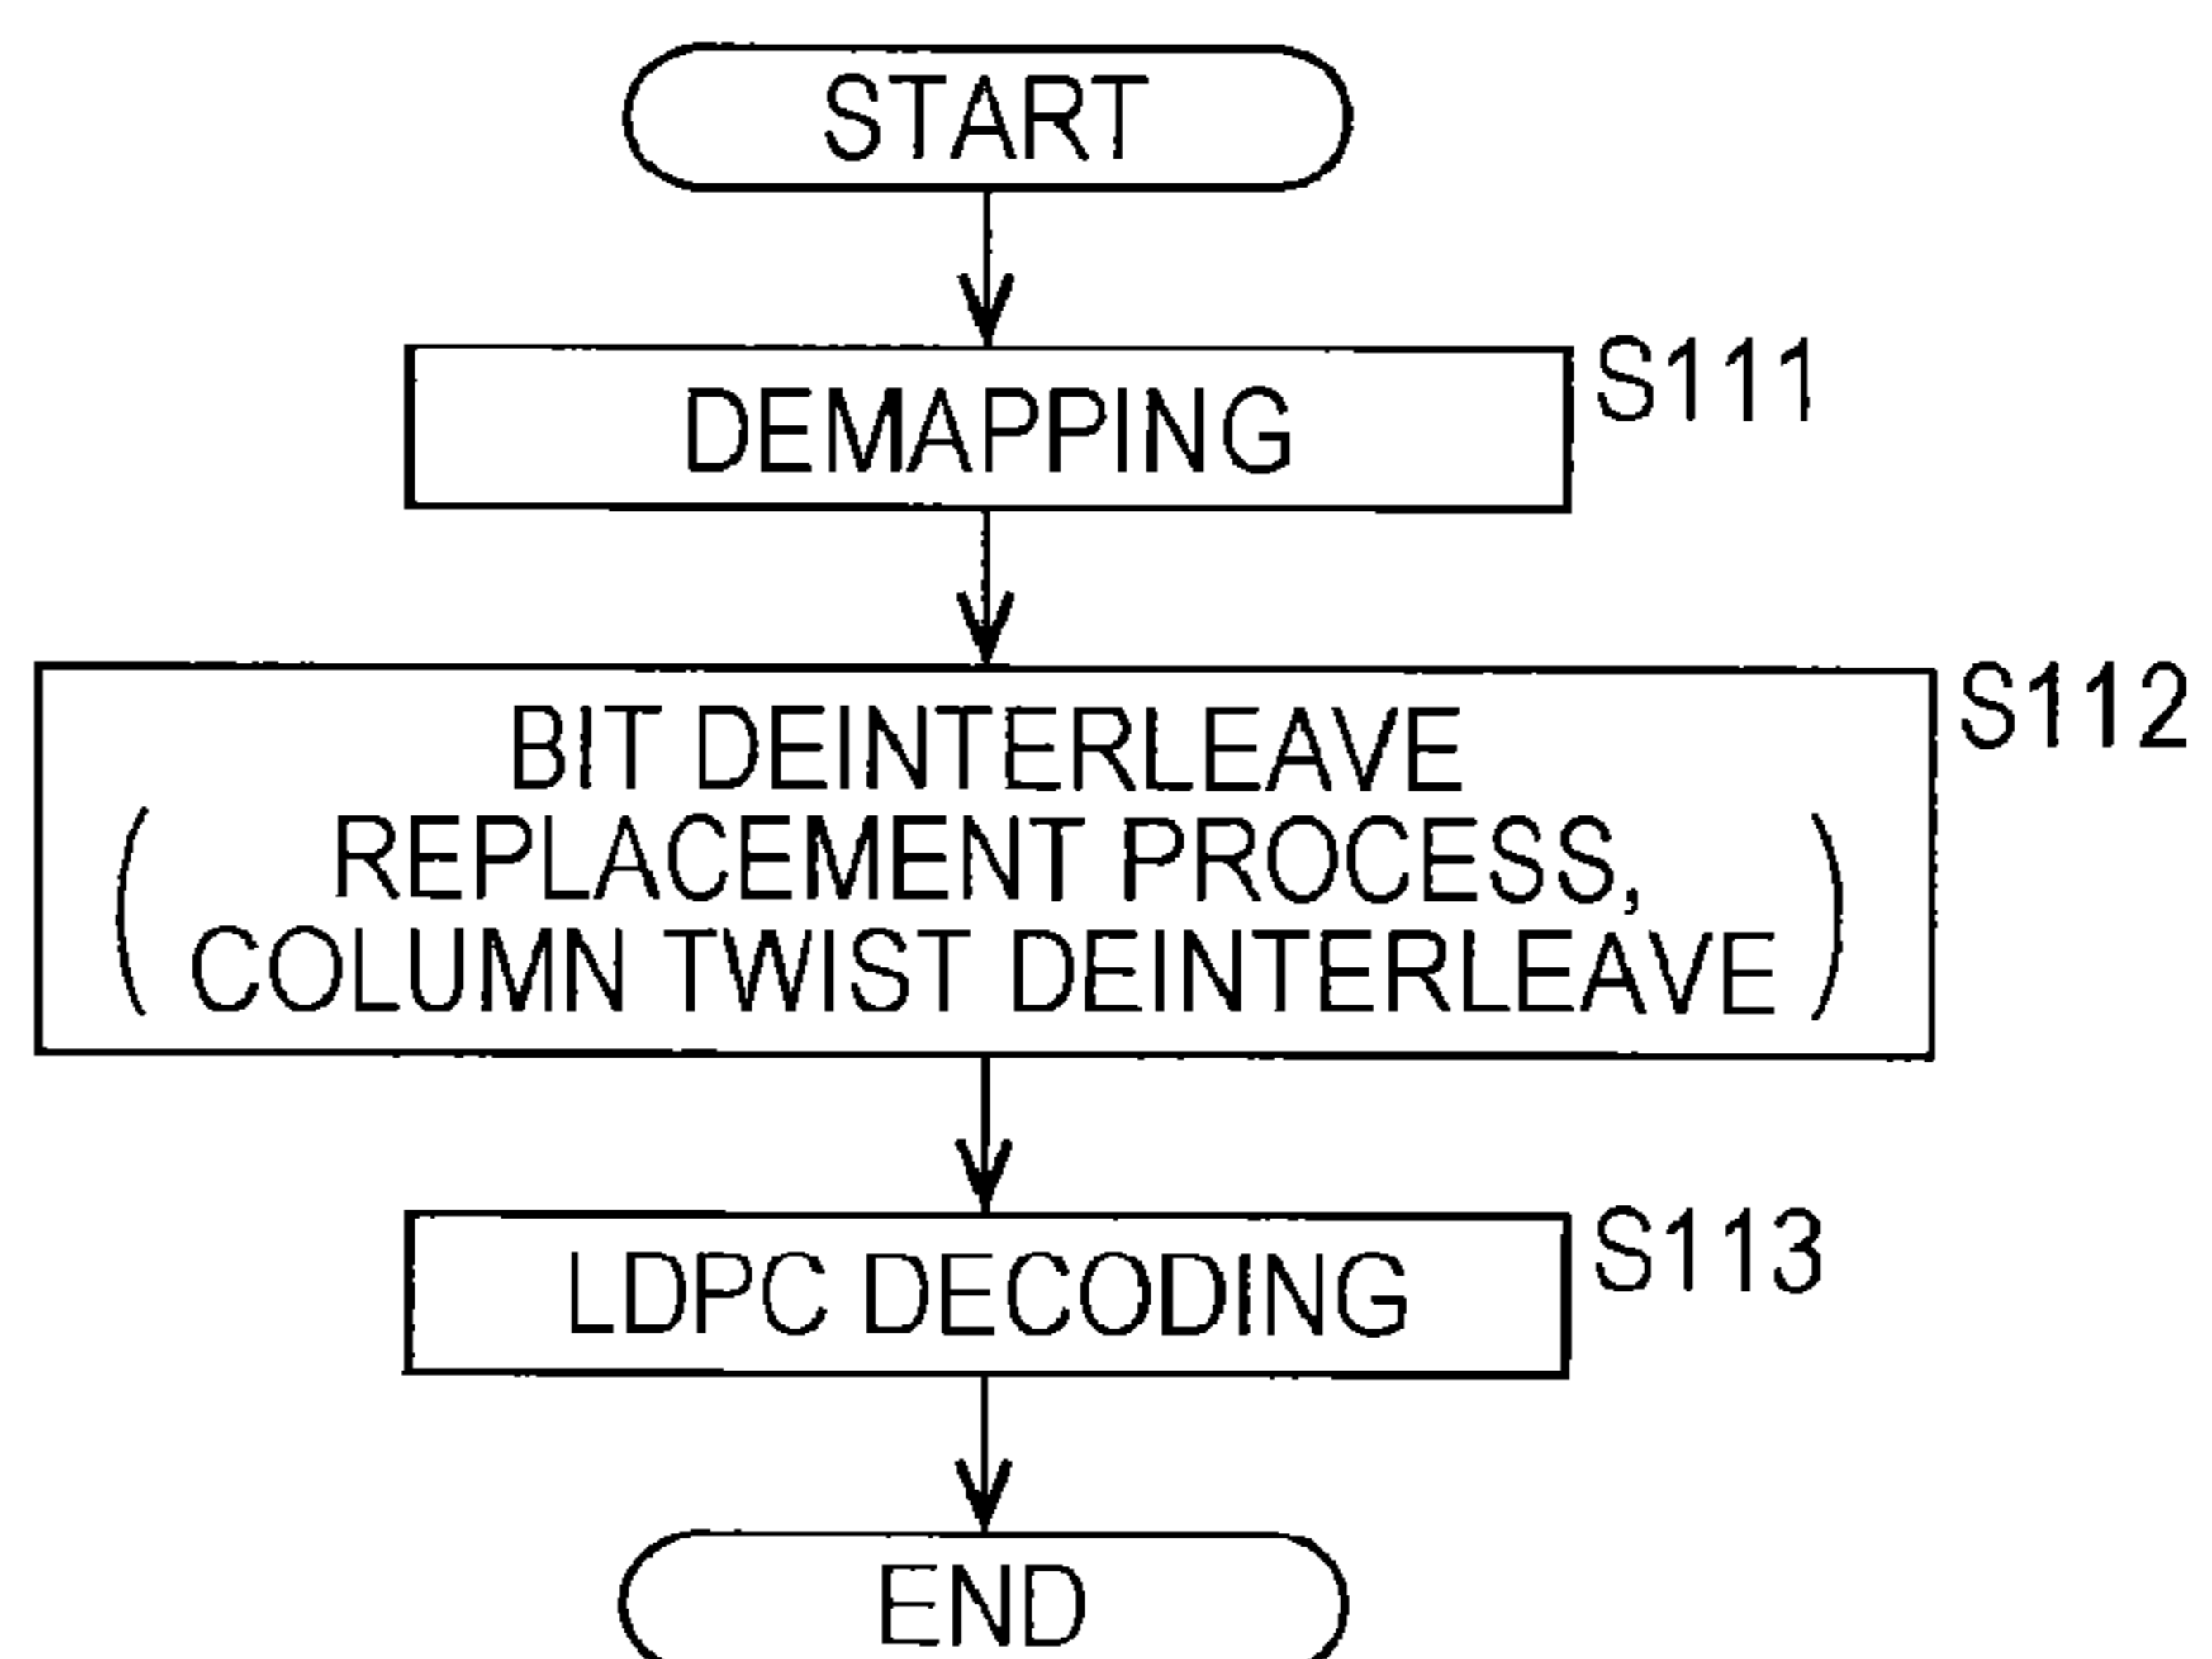 START
DEMAPPING
S111
BIT DEINTERLEAVE
S112
(REPLACEMENT PROCESS,
COLUMN TWIST DEINTERLEAVE)
LDPC DECODING
S113
END